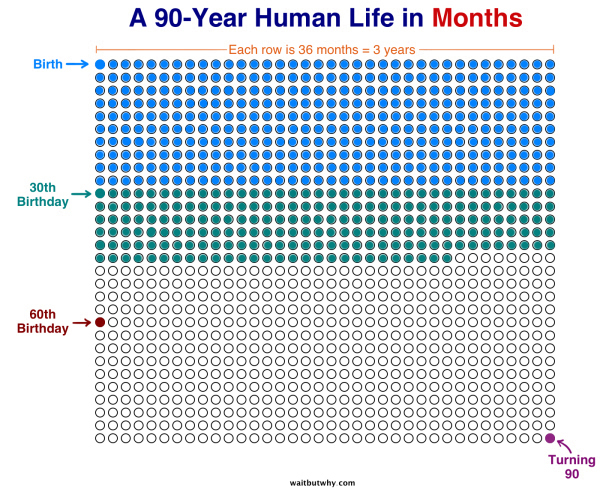 A 90-Year Human Life in Months
Each row is 36 months = 3 years
Birth
30th
Birthday
60th
Birthday
Turning
90
waitbutwhy.com